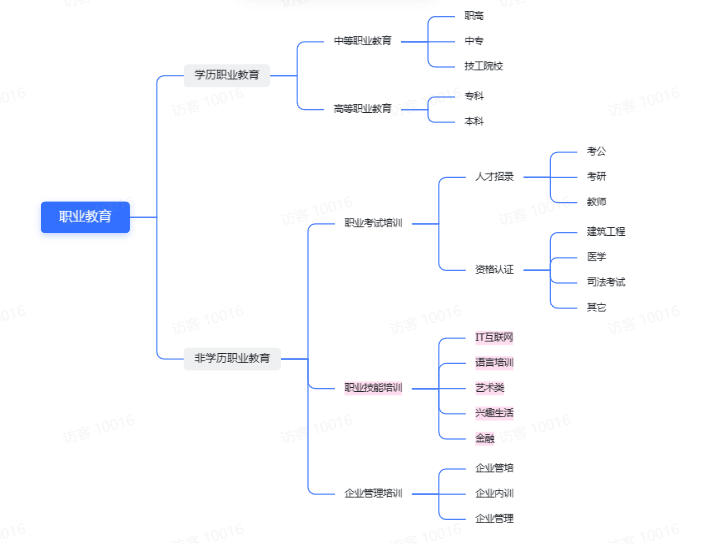 职高
中等职业教育
中专
学历职业教育
技工院校
专科
高等职业教育
本科
职业教育
考公
人才招录
考研
教师
职业考试培训
建筑工程
医学
资格认证
司法考试
其它
非学历职业教育
IT互联网
语言培训
职业技能培训
艺术类
兴趣生活
金融
企业管培
企业管理培训
企业内训
企业管理
访客 10016